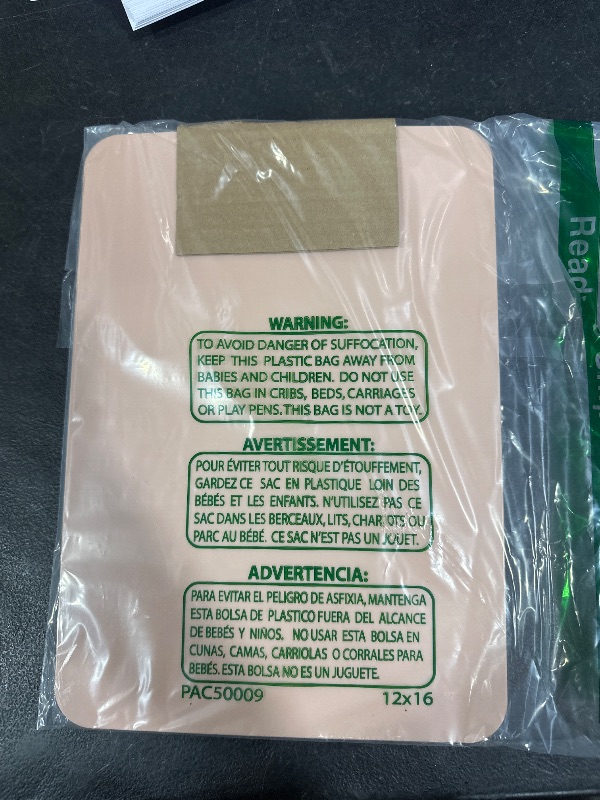 WARNING:
TO AVOID DANGER OF SUFFOCATION,
KEEP THIS PLASTIC BAG AWAY FROM
BABIES AND CHILDREN. DO NOT USE
THIS BAG IN CRIBS, BEDS, CARRIAGES
OR PLAY PENS. THIS BAG IS NOT A TOY.
AVERTISSEMENT:
POUR ÉVITER TOUT RISQUE D'ÉTOUFFEMENT,
GARDEZ CE SAC EN PLASTIQUE LOIN DES
BÉBÉS ET LES ENFANTS. N'UTILISEZ PAS CE
SAC DANS LES BERCEAUX, LITS, CHARIOTS OU
PARC AU BÉBÉ. CE SAC N'EST PAS UN JOUET.
ADVERTENCIA:
PARA EVITAR EL PELIGRO DE ASFIXIA, MANTENGA
ESTA BOLSA DE PLASTICO FUERA DEL ALCANCE
DE BEBÉS Y NIÑOS. NO USAR ESTA BOLSA EN
CUNAS, CAMAS, CARRIOLAS O CORRALES PARA
BEBÉS. ESTA BOLSA NO ES UN JUGUETE.
PAC50009 12x16
Read